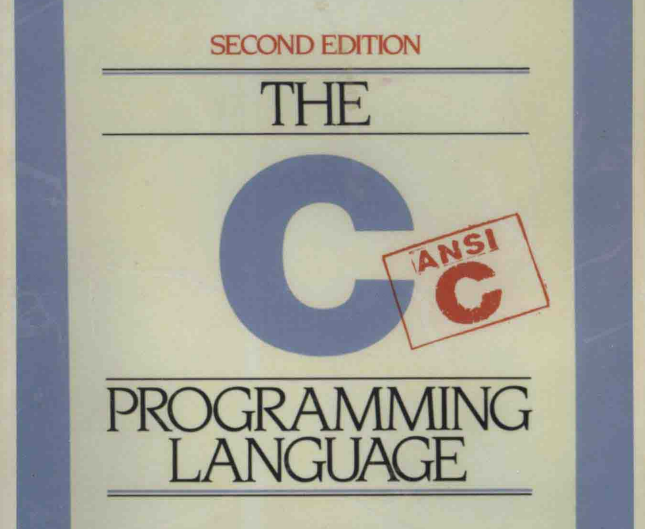 SECOND EDITION
THE
C
ANSI
C
PROGRAMMING
LANGUAGE